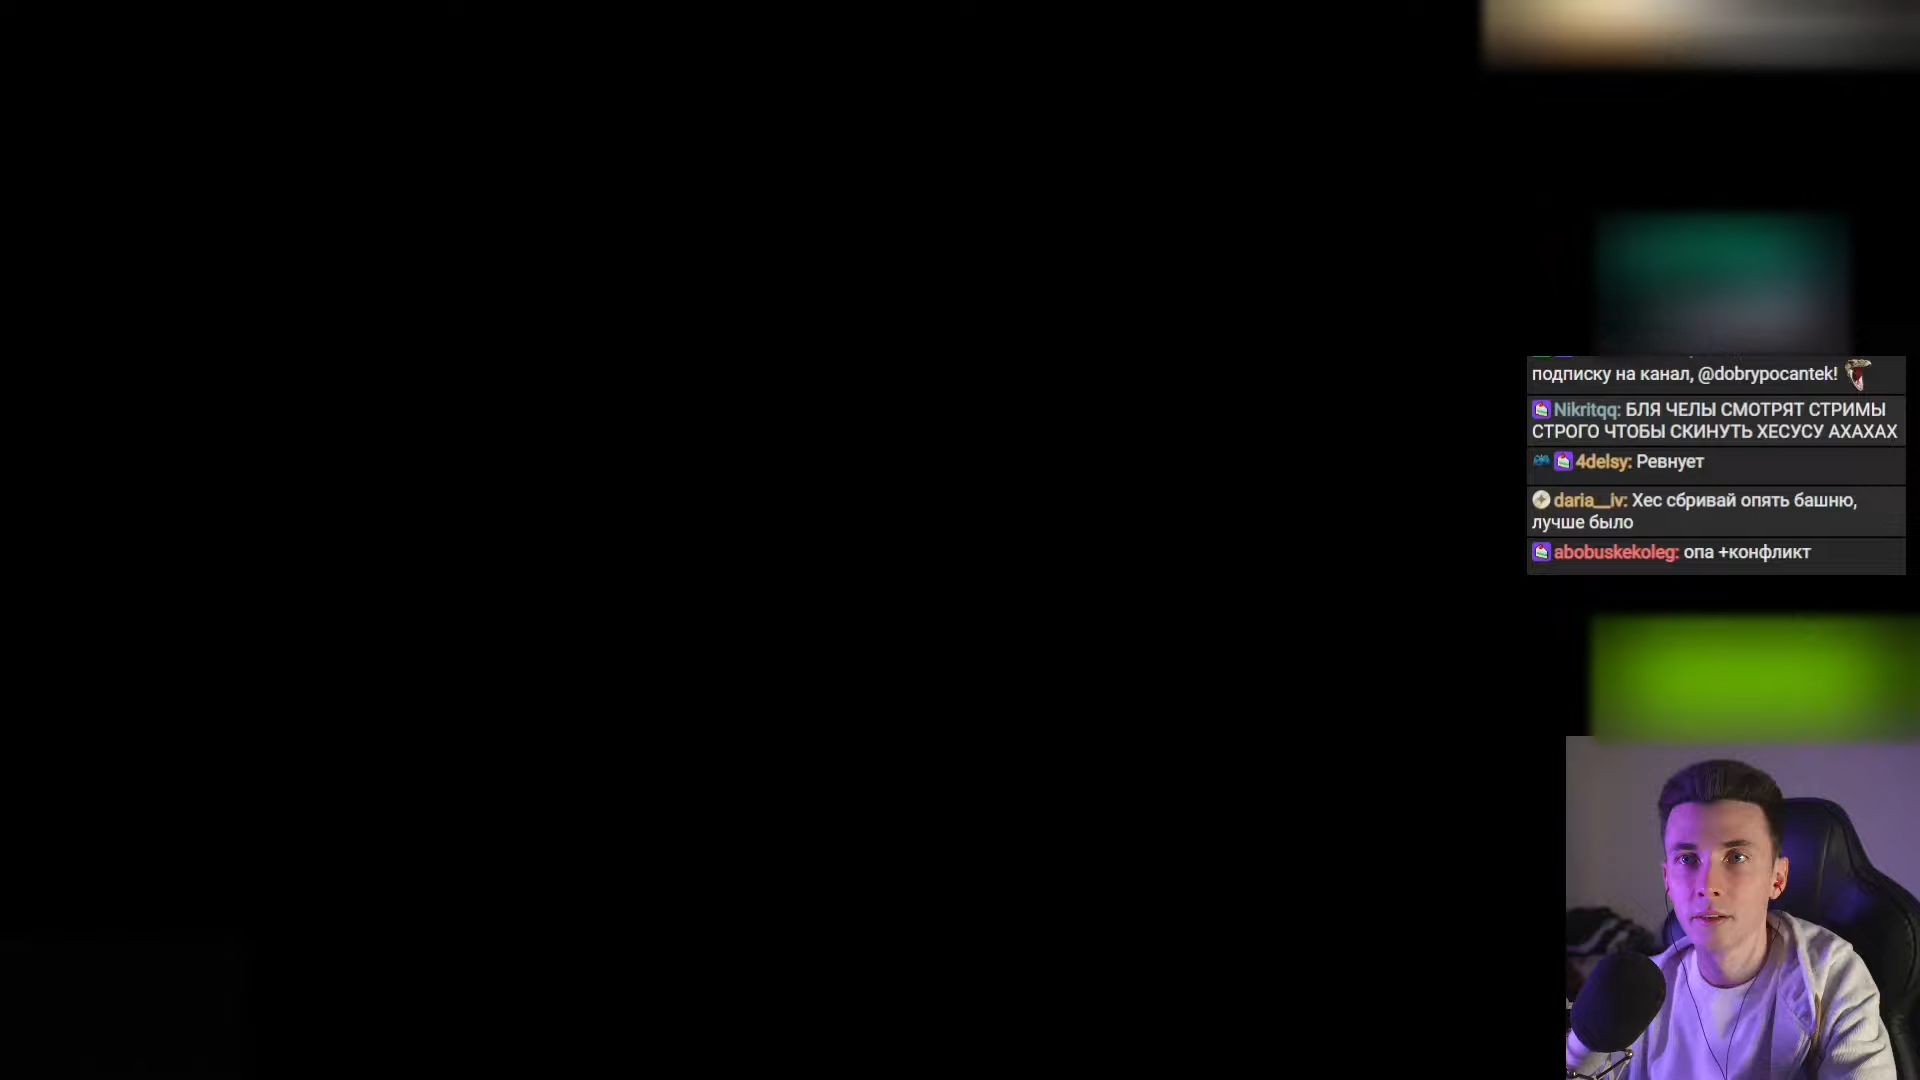 подписку на канал, @dobrypocantek!
Nikritqq: БЛЯ ЧЕЛЫ СМОТРЯТ СТРИМЫ
СТРОГО ЧТОБЫ СКИНУТЬ ХЕСУСУ АХАХАХ
4delsy: Ревнует
daria__iv: Хес сбривай опять башню,
лучше было
abobuskekoleg: опа +конфликт